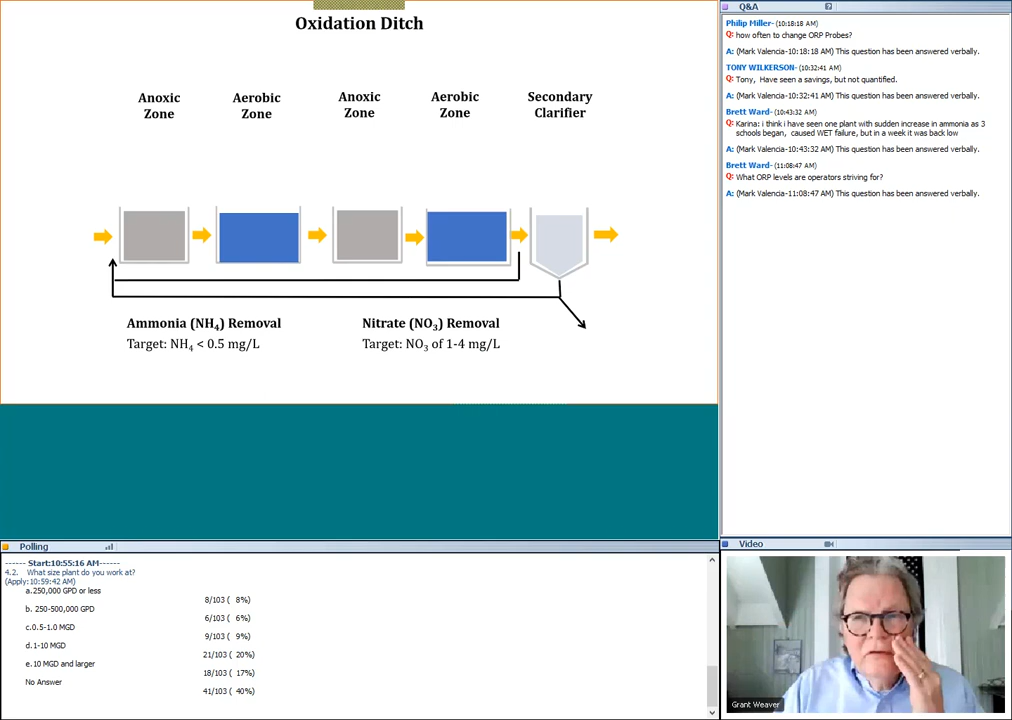 Oxidation Ditch
Anoxic
Zone
Aerobic
Zone
Anoxic
Zone
Aerobic
Zone
Secondary
Clarifier
Ammonia (NH4) Removal
Target: NH4 < 0.5 mg/L
Nitrate (NO3) Removal
Target: NO3 of 1-4 mg/L
Q&A
Philip Miller- (10:18:18 AM)
Q: how often to change ORP Probes?
A: (Mark Valencia-10:18:18 AM) This question has been answered verbally.
TONY WILKERSON- (10:32:41 AM)
Q: Tony, Have seen a savings, but not quantified.
A: (Mark Valencia-10:32:41 AM) This question has been answered verbally.
Brett Ward- (10:43:32 AM)
Q: Karina: i think i have seen one plant with sudden increase in ammonia as 3
schools began, caused WET failure, but in a week it was back low
A: (Mark Valencia-10:43:32 AM) This question has been answered verbally.
Brett Ward- (11:08:47 AM)
Q: What ORP levels are operators striving for?
A: (Mark Valencia-11:08:47 AM) This question has been answered verbally.
Polling
------ Start:10:55:16 AM------
4.2. What size plant do you work at?
(Apply:10:59:42 AM)
a.250,000 GPD or less
8/103 ( 8%)
b. 250-500,000 GPD
6/103 ( 6%)
c.0.5-1.0 MGD
9/103 ( 9%)
d.1-10 MGD
21/103 ( 20%)
e.10 MGD and larger
18/103 ( 17%)
No Answer
41/103 ( 40%)
Video
Grant Weaver